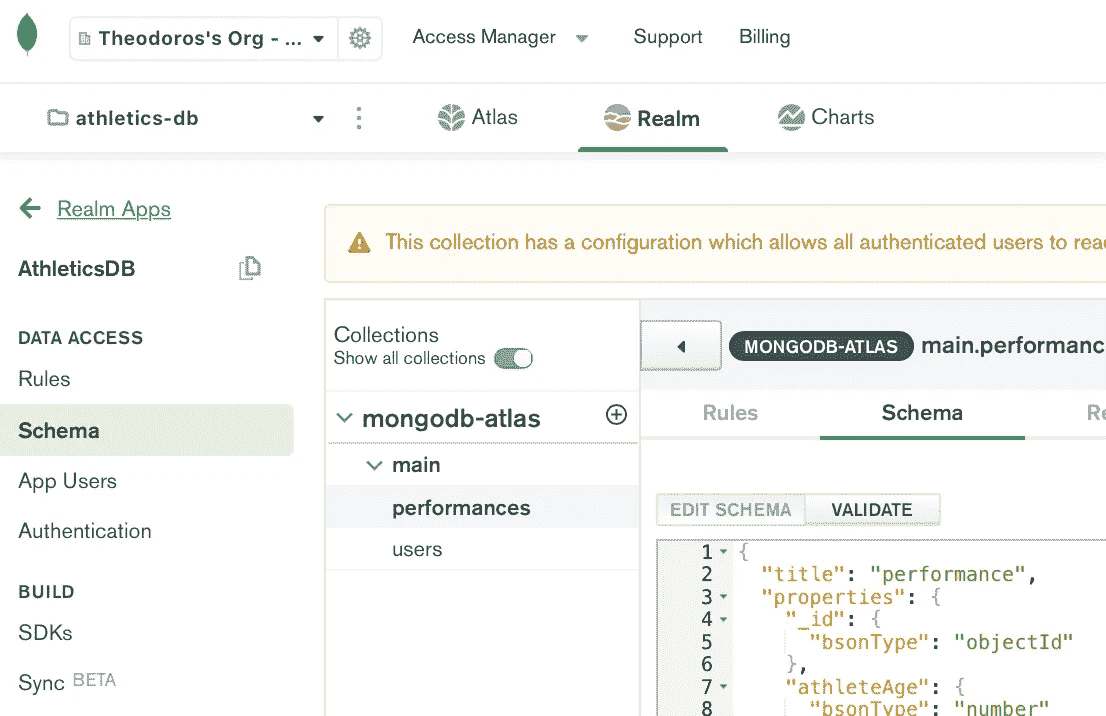 Theodoros's Org - ... Access Manager Support Billing
athletics-db Atlas Realm Charts
Realm Apps
This collection has a configuration which allows all authenticated users to rea
AthleticsDB
DATA ACCESS
Rules
Schema
App Users
Authentication
BUILD
SDKs
Sync BETA
Collections
Show all collections
mongodb-atlas
main
performances
users
MONGODB-ATLAS main.performanc
Rules Schema Re
EDIT SCHEMA VALIDATE
1 {
2 "title": "performance",
3 "properties": {
4 "_id": {
5 "bsonType": "objectId"
6 },
7 "athleteAge": {
8 "bsonType": "number"